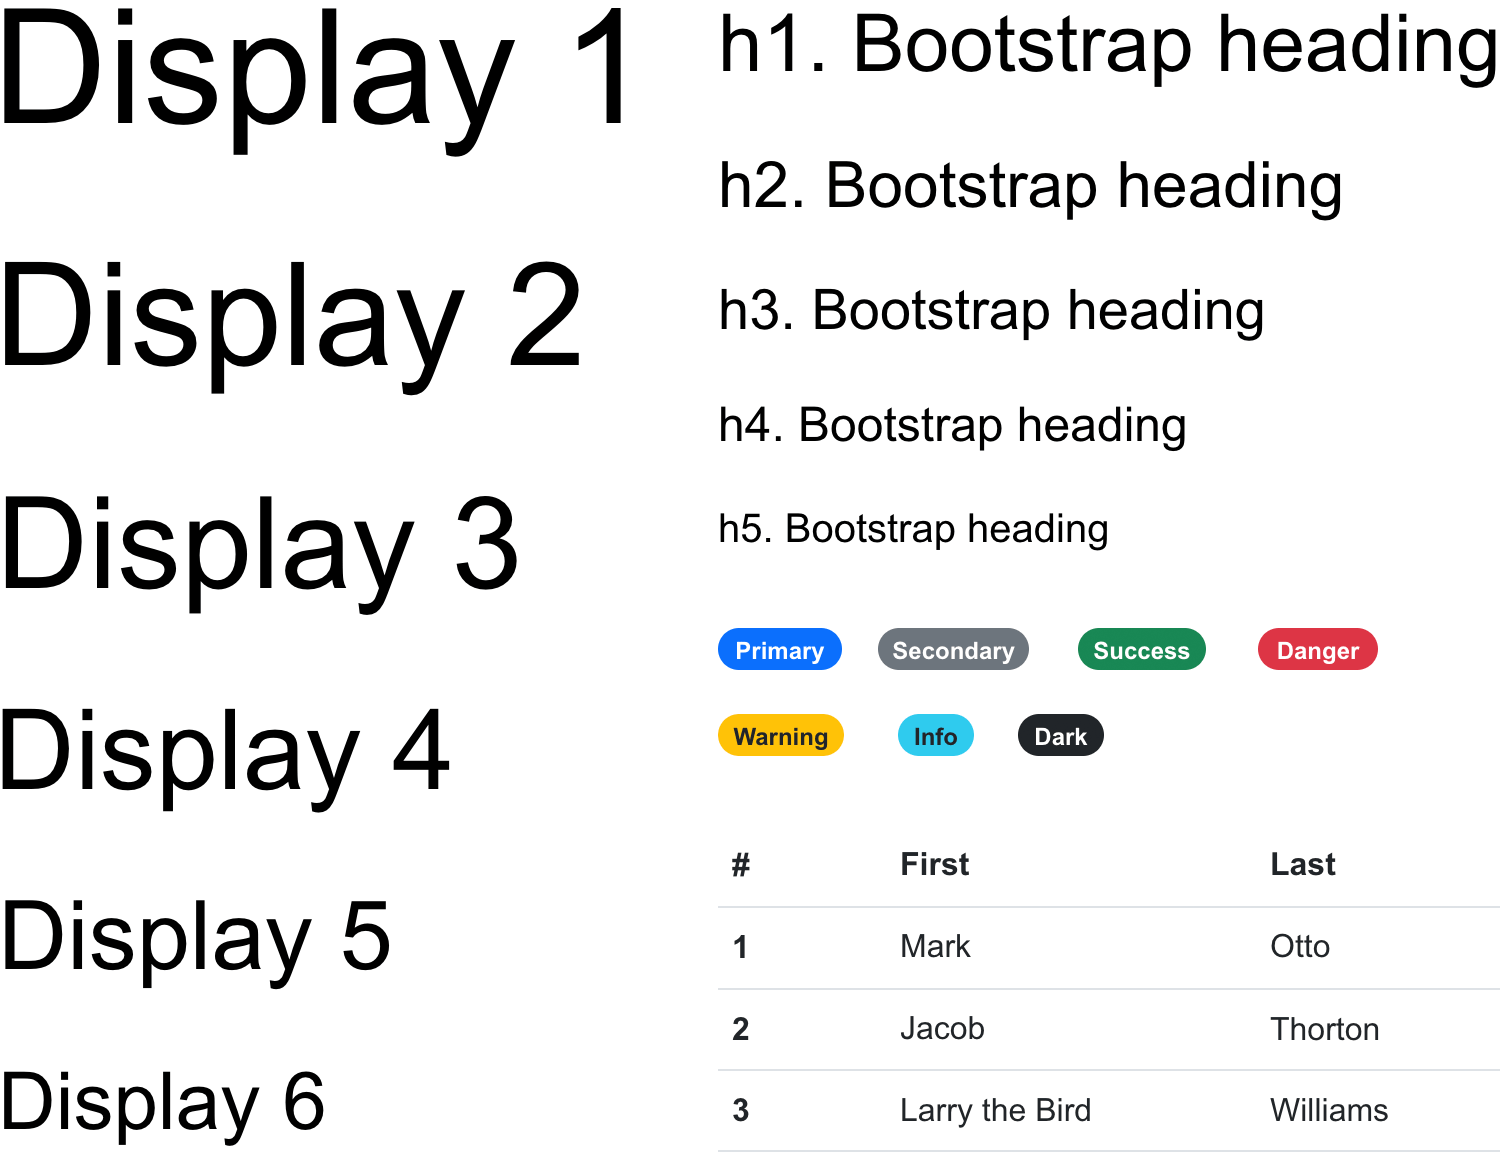 Display 1
Display 2
Display 3
Display 4
Display 5
Display 6
h1. Bootstrap heading
h2. Bootstrap heading
h3. Bootstrap heading
h4. Bootstrap heading
h5. Bootstrap heading
Primary Secondary Success Danger
Warning Info Dark
# First Last
1 Mark Otto
2 Jacob Thorton
3 Larry the Bird Williams